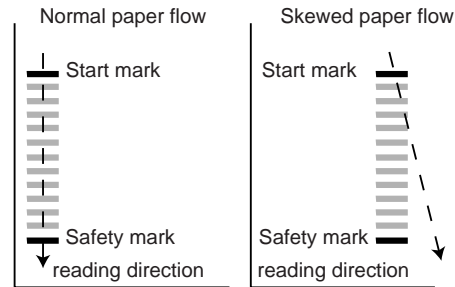 Normal paper flow
Start mark
Safety mark
reading direction
Skewed paper flow
Start mark
Safety mark
reading direction